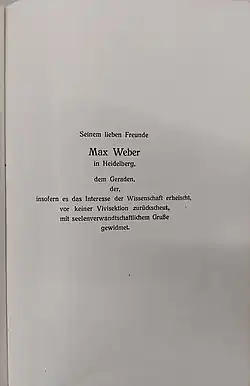 Seinem lieben Freunde
Max Weber
in Heidelberg,
dem Geraden,
der,
insofern es das Interesse der Wissenschaft erheischt,
vor keiner Vivisektion zurückscheut,
mit seelenverwandtschaftlichem Gruße
gewidmet.